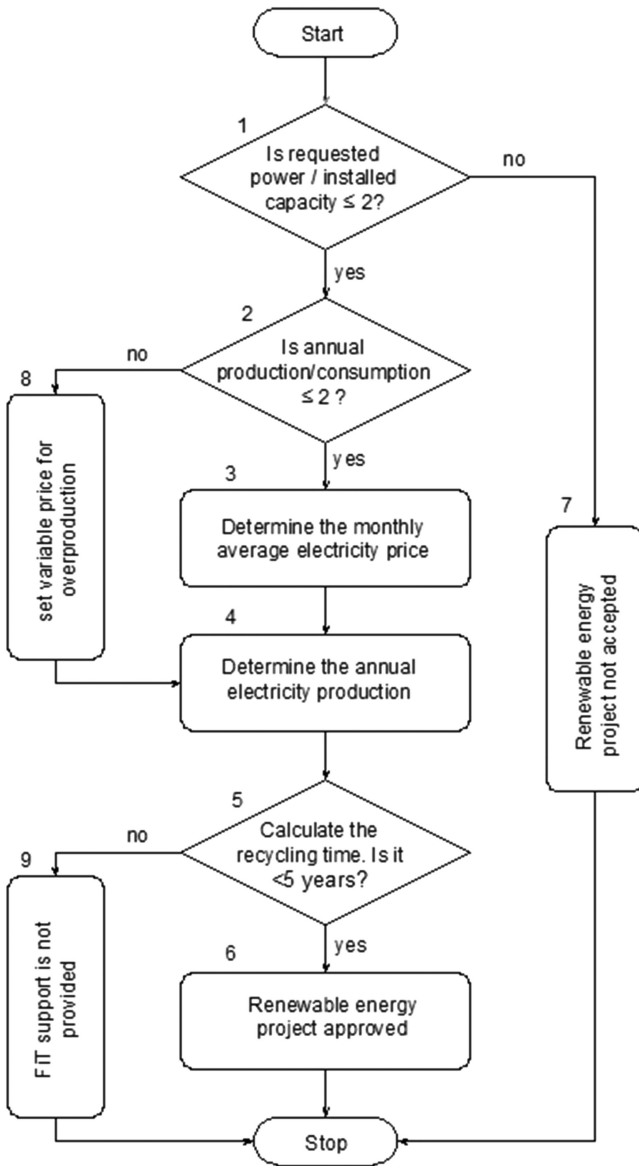 Start
1
Is requested
power / installed
capacity ≤ 2?
no
yes
2
Is annual
production/consumption
≤ 2 ?
no
yes
8
set variable price for
overproduction
3
Determine the monthly
average electricity price
7
Renewable energy
project not accepted
4
Determine the annual
electricity production
5
Calculate the
recycling time. Is it
<5 years?
no
yes
9
FiT support is not
provided
6
Renewable energy
project approved
Stop